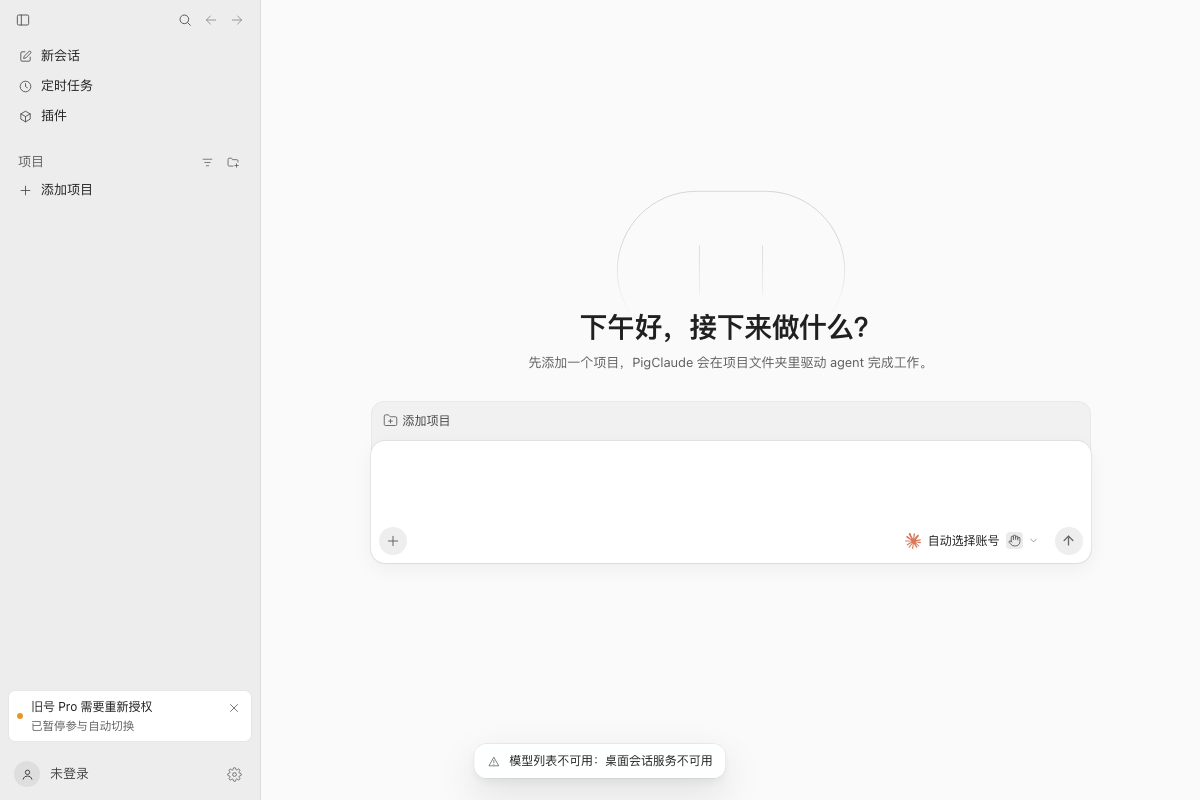 新会话
定时任务
插件
项目
添加项目
下午好，接下来做什么？
先添加一个项目，PigClaude 会在项目文件夹里驱动 agent 完成工作。
添加项目
自动选择账号
旧号 Pro 需要重新授权
已暂停参与自动切换
未登录
模型列表不可用：桌面会话服务不可用